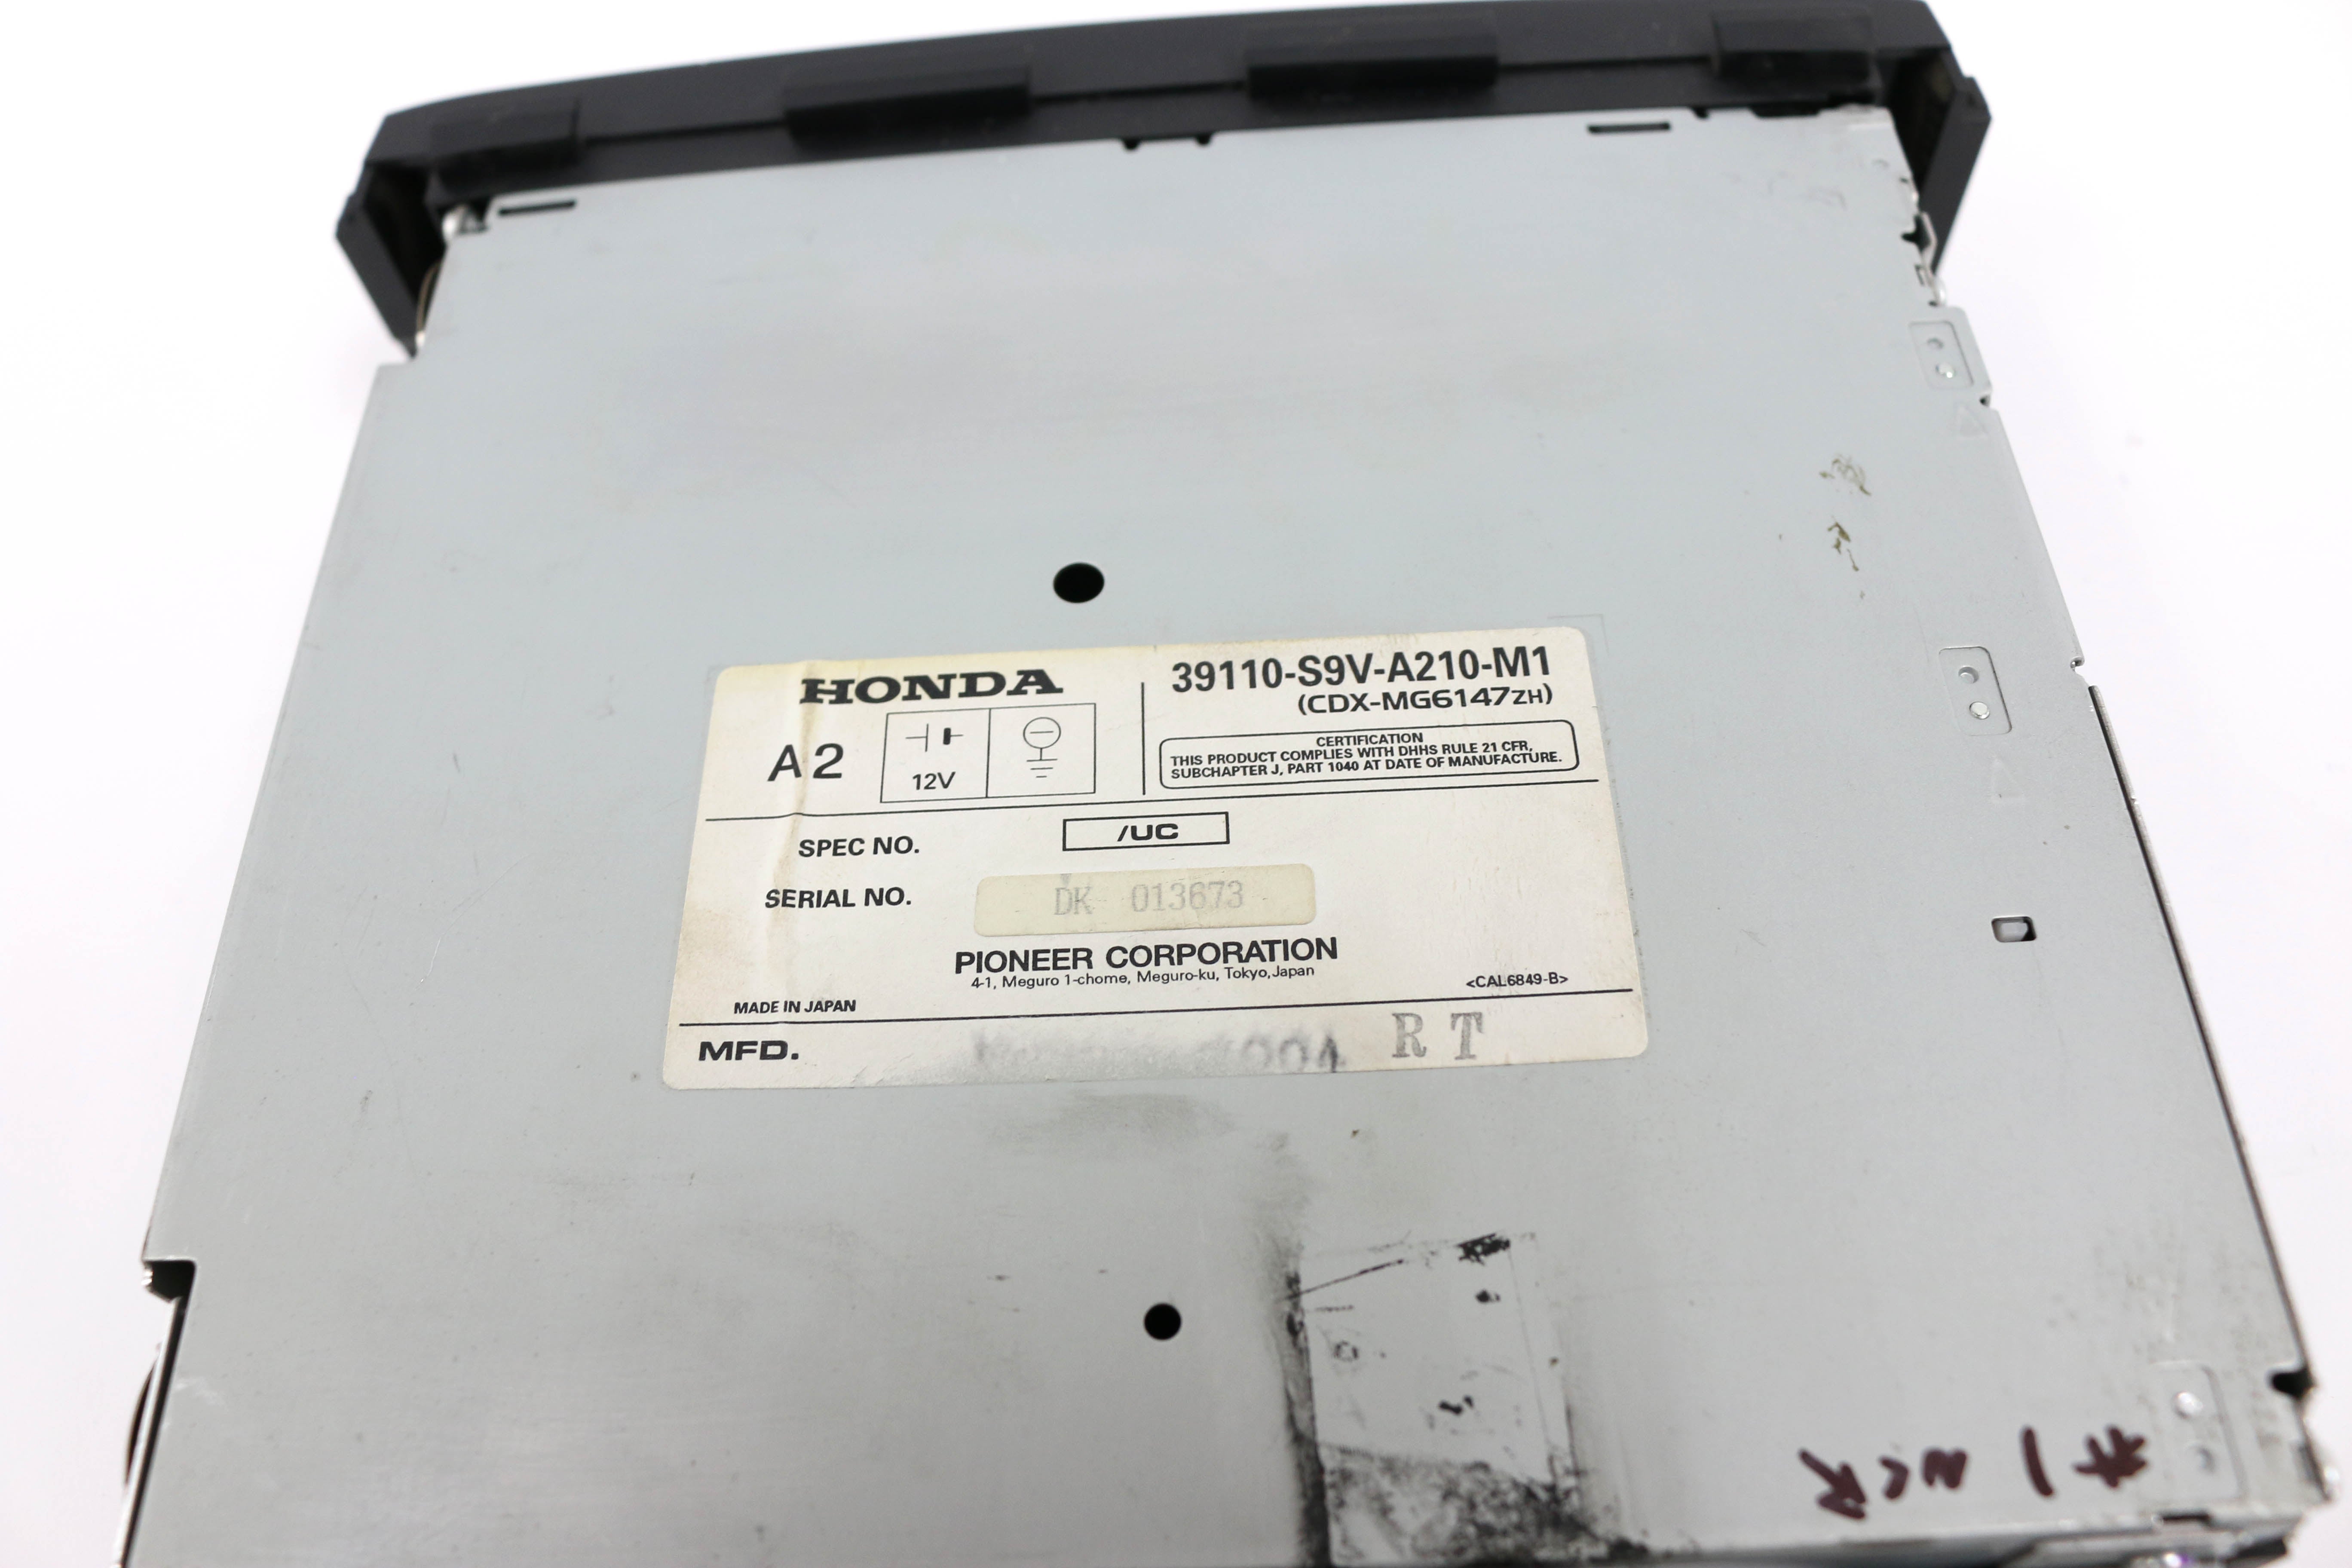 HONDA
39110-S9V-A210-M1
(CDX-MG6147ZH)
A2
12V
CERTIFICATION
THIS PRODUCT COMPLIES WITH DHHS RULE 21 CFR,
SUBCHAPTER J, PART 1040 AT DATE OF MANUFACTURE.
SPEC NO.
/UC
SERIAL NO.
DK 013673
PIONEER CORPORATION
4-1, Meguro 1-chome, Meguro-ku, Tokyo, Japan
<CAL6849-B>
MADE IN JAPAN
MFD.
2004
RT
#1